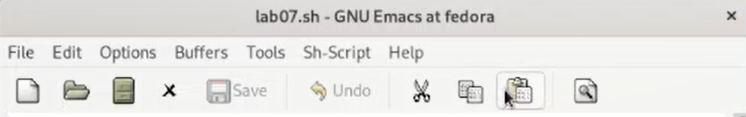 lab07.sh - GNU Emacs at fedora
File Edit Options Buffers Tools Sh-Script Help
Save Undo